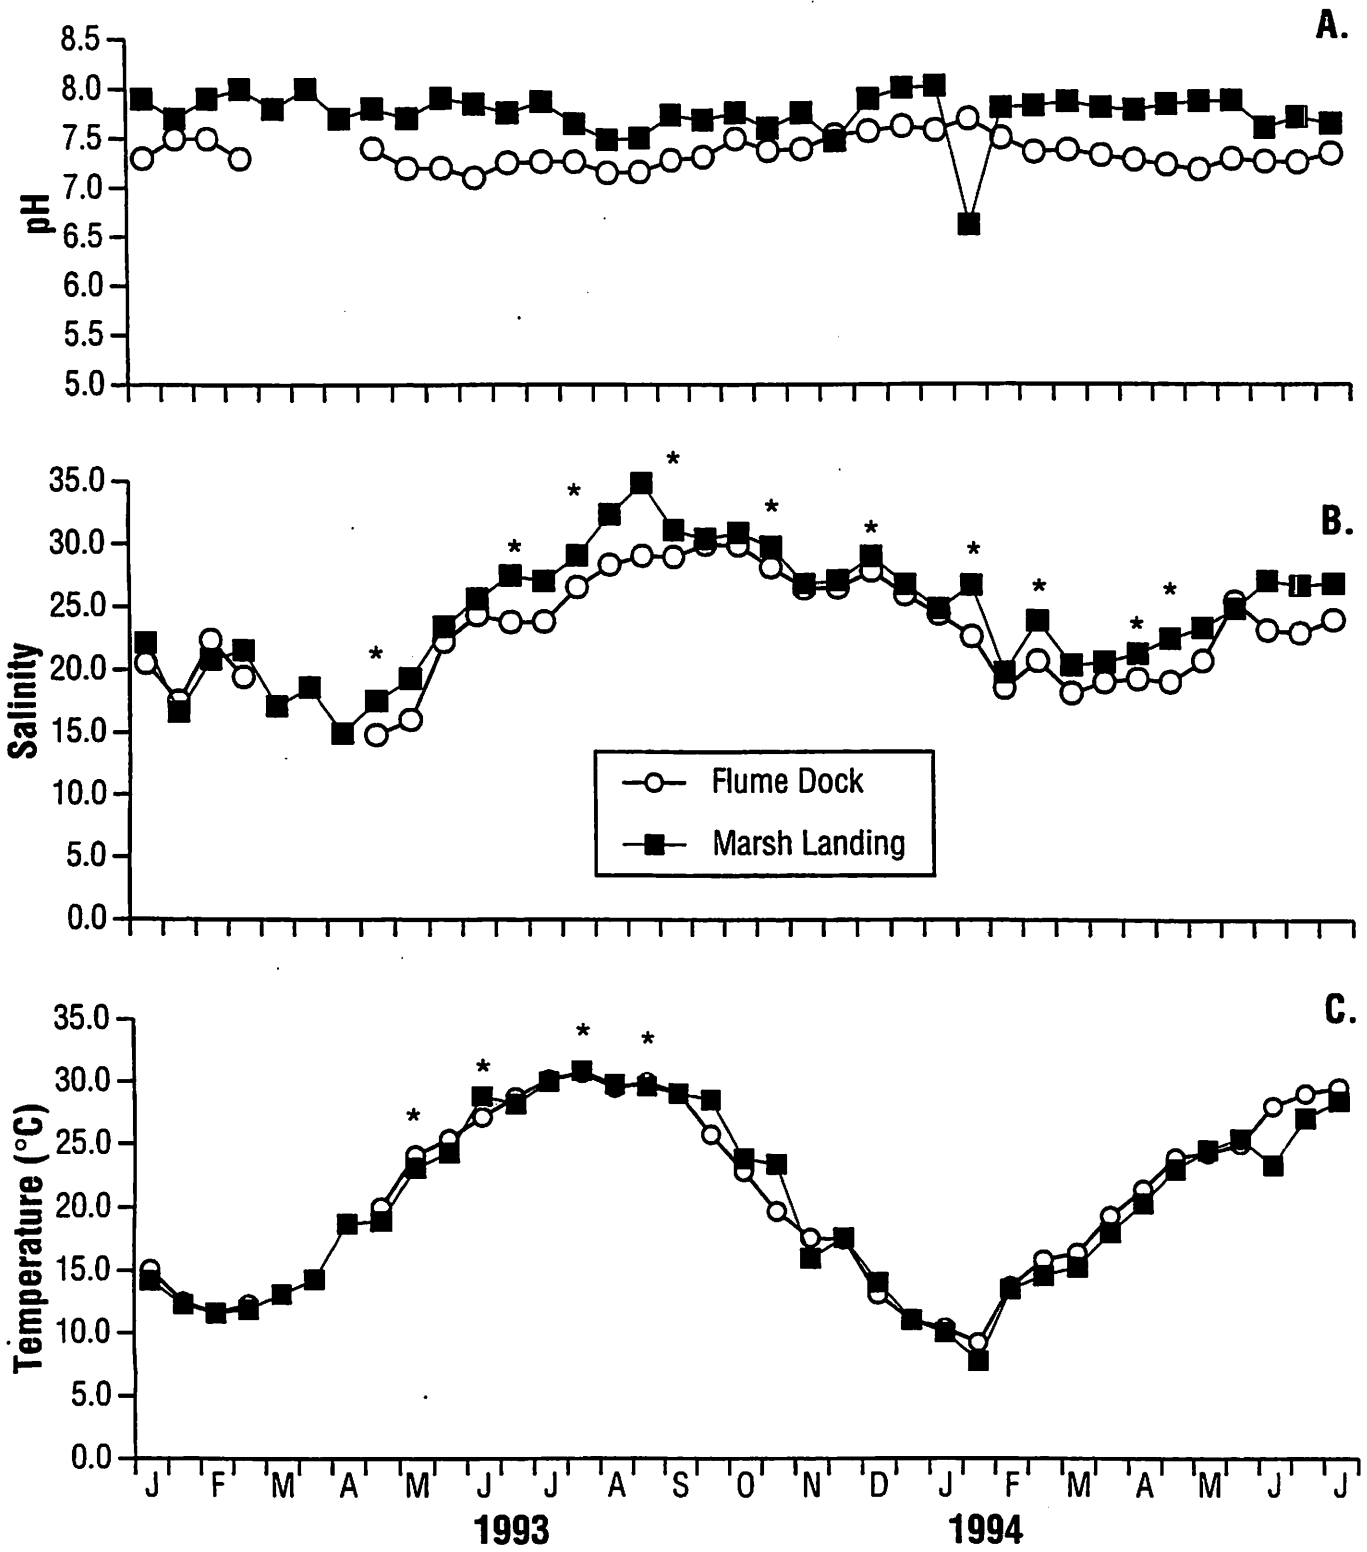 A.
8.5
8.0
7.5
7.0
6.5
6.0
5.5
5.0
pH
B.
35.0
30.0
25.0
20.0
15.0
10.0
5.0
0.0
Salinity
* * * * * * * * * * *
Flume Dock
Marsh Landing
C.
35.0
30.0
25.0
20.0
15.0
10.0
5.0
0.0
Temperature (°C)
* * * *
J F M A M J J A S O N D J F M A M J J
1993 1994